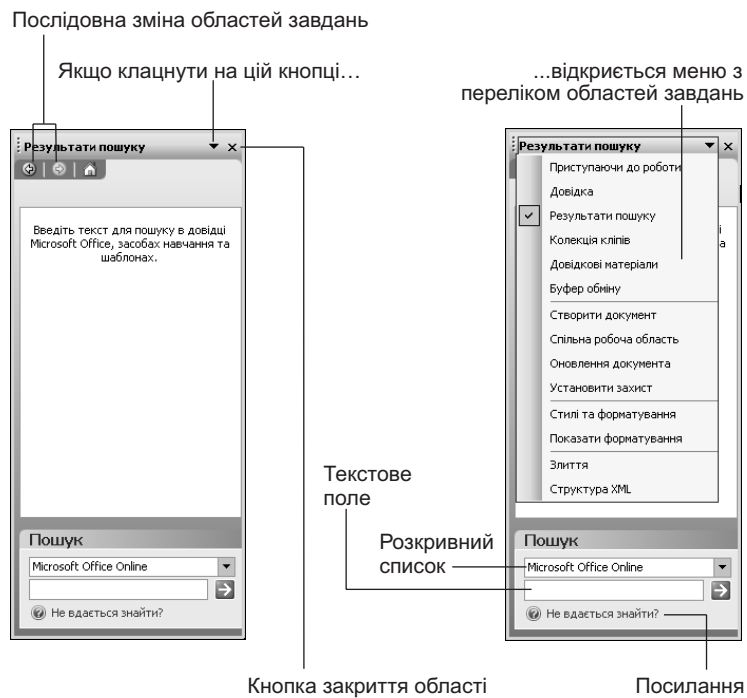 Послідовна зміна областей завдань
Якщо клацнути на цій кнопці…
...відкриється меню з
переліком областей завдань
Результати пошуку
Введіть текст для пошуку в довідці
Microsoft Office, засобах навчання та
шаблонах.
Пошук
Microsoft Office Online
Не вдається знайти?
Результати пошуку
Приступаючи до роботи
Довідка
Результати пошуку
Колекція кліпів
Довідкові матеріали
Буфер обміну
Створити документ
Спільна робоча область
Оновлення документа
Установити захист
Стилі та форматування
Показати форматування
Злиття
Структура XML
і
а
Текстове
поле
Розкривний
список
Пошук
Microsoft Office Online
Не вдається знайти?
Кнопка закриття області
Посилання